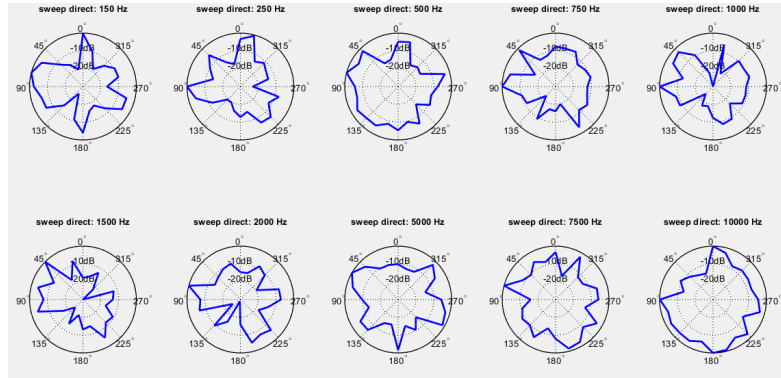 sweep direct: 150 Hz
0°
45°
315°
-10dB
-20dB
90°
270°
135°
225°
180°
sweep direct: 250 Hz
0°
45°
315°
-10dB
-20dB
90°
270°
135°
225°
180°
sweep direct: 500 Hz
0°
45°
315°
-10dB
-20dB
90°
270°
135°
225°
180°
sweep direct: 750 Hz
0°
45°
315°
-10dB
-20dB
90°
270°
135°
225°
180°
sweep direct: 1000 Hz
0°
45°
315°
-10dB
-20dB
90°
270°
135°
225°
180°
sweep direct: 1500 Hz
0°
45°
315°
-10dB
-20dB
90°
270°
135°
225°
180°
sweep direct: 2000 Hz
0°
45°
315°
-10dB
-20dB
90°
270°
135°
225°
180°
sweep direct: 5000 Hz
0°
45°
315°
-10dB
-20dB
90°
270°
135°
225°
180°
sweep direct: 7500 Hz
0°
45°
315°
-10dB
-20dB
90°
270°
135°
225°
180°
sweep direct: 10000 Hz
0°
45°
315°
-10dB
-20dB
90°
270°
135°
225°
180°